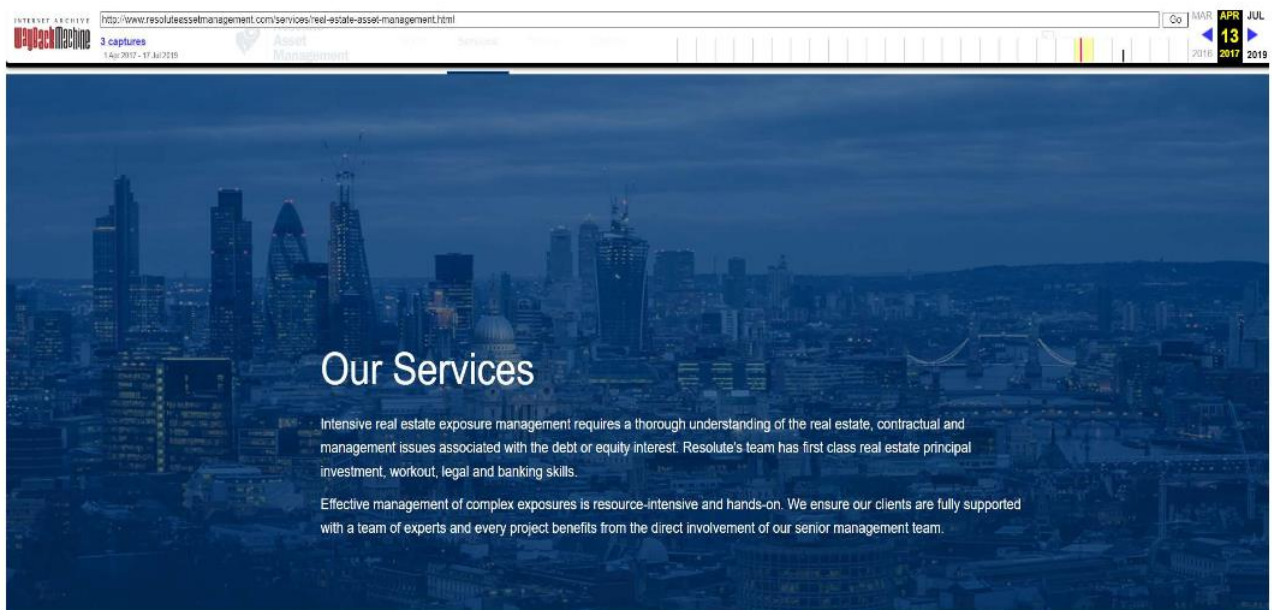 INTERNET ARCHIVE
WayBack Machine
http://www.resoluteassetmanagement.com/services/real-estate-asset-management.html
Go
MAR APR JUL
3 captures
13
1 Apr 2017 - 17 Jul 2019
2016 2017 2019
Asset
Management
Services
Our Services
Intensive real estate exposure management requires a thorough understanding of the real estate, contractual and
management issues associated with the debt or equity interest. Resolute's team has first class real estate principal
investment, workout, legal and banking skills.
Effective management of complex exposures is resource-intensive and hands-on. We ensure our clients are fully supported
with a team of experts and every project benefits from the direct involvement of our senior management team.